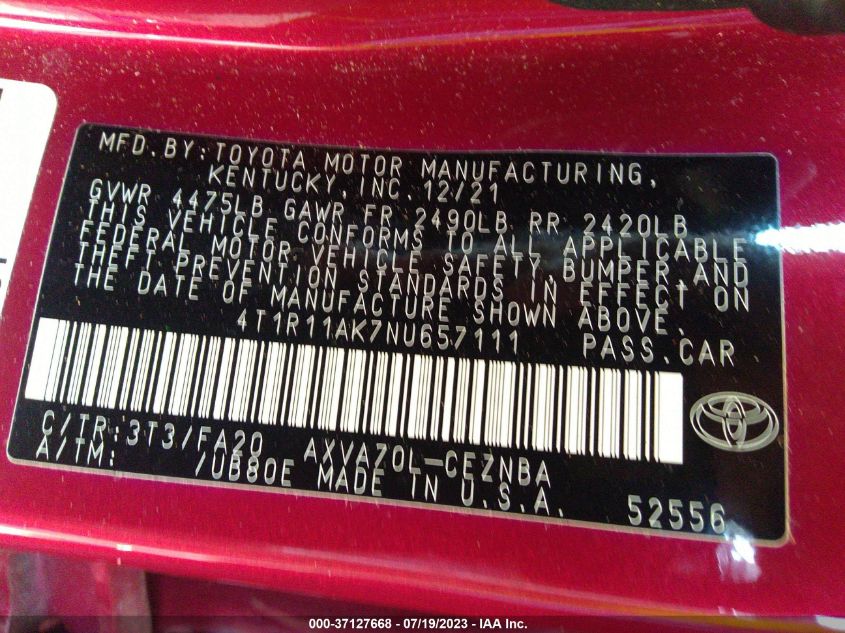 MFD. BY: TOYOTA MOTOR MANUFACTURING,
KENTUCKY, INC. 12/21
GVWR 4475LB GAWR FR 2490LB RR 2420LB
THIS VEHICLE CONFORMS TO ALL APPLICABLE
FEDERAL MOTOR VEHICLE SAFETY, BUMPER, AND
THEFT PREVENTION STANDARDS IN EFFECT ON
THE DATE OF MANUFACTURE SHOWN ABOVE.
4T1R11AK7NU657111 PASS. CAR
C/TR: 3T3/FA20 AXVA70L-CEZNBA
A/TM: /UB80E MADE IN U.S.A.
52556
000-37127668 - 07/19/2023 - IAA Inc.